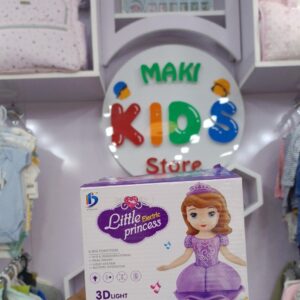 MAKI
KIDS
Store
Little Electric
princess
3D LIGHT